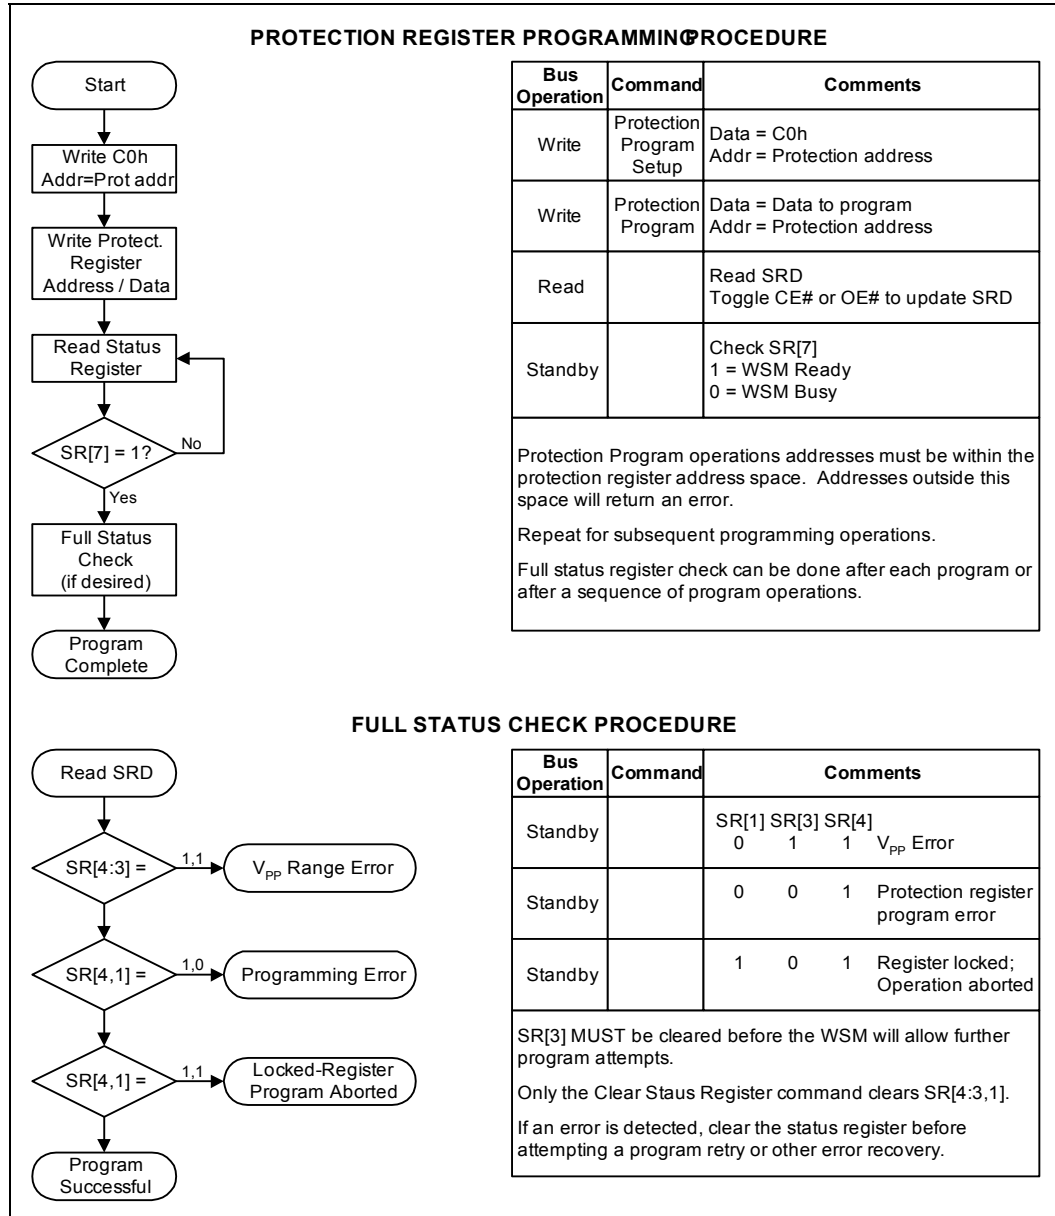 PROTECTION REGISTER PROGRAMMING PROCEDURE
Start
Write C0h
Addr=Prot addr
Write Protect.
Register
Address / Data
Read Status
Register
SR[7] = 1?
No
Yes
Full Status
Check
(if desired)
Program
Complete
Bus
Operation
Command
Comments
Write
Protection
Program
Setup
Data = C0h
Addr = Protection address
Write
Protection
Program
Data = Data to program
Addr = Protection address
Read
Read SRD
Toggle CE# or OE# to update SRD
Standby
Check SR[7]
1 = WSM Ready
0 = WSM Busy
Protection Program operations addresses must be within the
protection register address space. Addresses outside this
space will return an error.
Repeat for subsequent programming operations.
Full status register check can be done after each program or
after a sequence of program operations.
FULL STATUS CHECK PROCEDURE
Read SRD
SR[4:3] =
1,1
VPP Range Error
SR[4,1] =
1,0
Programming Error
SR[4,1] =
1,1
Locked-Register
Program Aborted
Program
Successful
Bus
Operation
Command
Comments
Standby
SR[1] SR[3] SR[4]
0 1 1 VPP Error
Standby
0 0 1 Protection register
program error
Standby
1 0 1 Register locked;
Operation aborted
SR[3] MUST be cleared before the WSM will allow further
program attempts.
Only the Clear Staus Register command clears SR[4:3,1].
If an error is detected, clear the status register before
attempting a program retry or other error recovery.